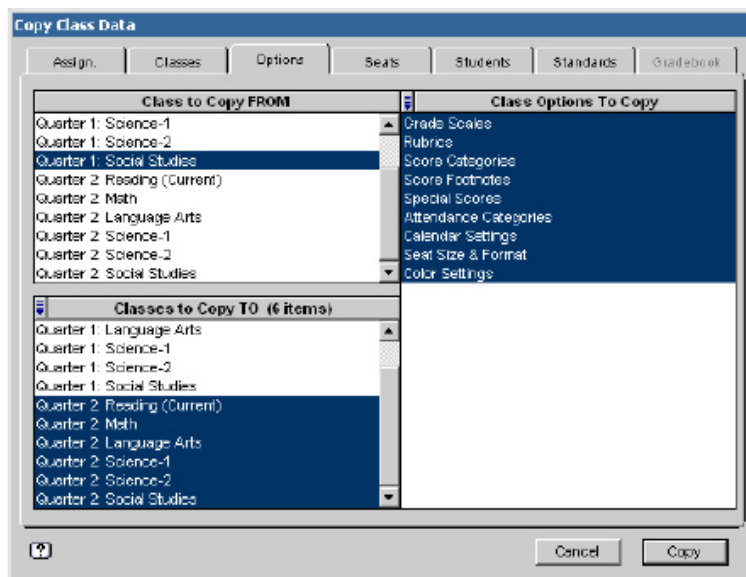 Copy Class Data
Assign. Classes Options Seats Students Standards Gradebook
Class to Copy FROM
Quarter 1: Science-1
Quarter 1: Science-2
Quarter 1: Social Studies
Quarter 2: Reading (Current)
Quarter 2: Math
Quarter 2: Language Arts
Quarter 2: Science-1
Quarter 2: Science-2
Quarter 2: Social Studies
Classes to Copy TO (6 items)
Quarter 1: Language Arts
Quarter 1: Science-1
Quarter 1: Science-2
Quarter 1: Social Studies
Quarter 2: Reading (Current)
Quarter 2: Math
Quarter 2: Language Arts
Quarter 2: Science-1
Quarter 2: Science-2
Quarter 2: Social Studies
Class Options To Copy
Grade Scales
Rubrics
Score Categories
Score Footnotes
Special Scores
Attendance Categories
Calendar Settings
Seat Size & Format
Color Settings
?
Cancel Copy